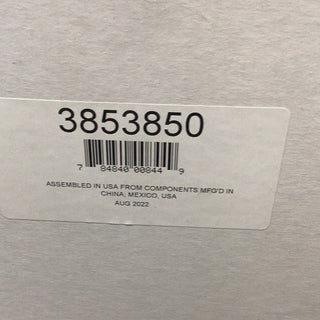 3853850
7 84840 00844 9
ASSEMBLED IN USA FROM COMPONENTS MFG'D IN
CHINA, MEXICO, USA
AUG 2022